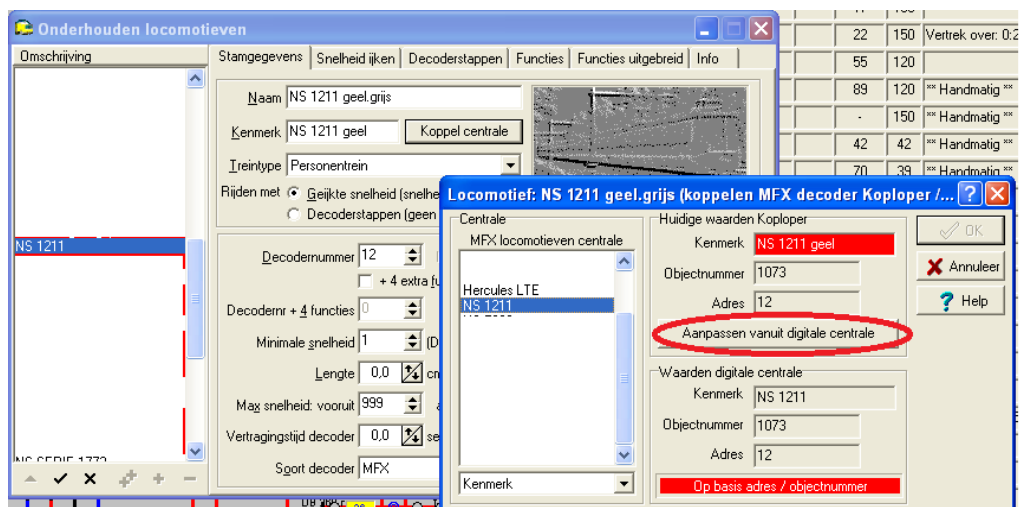 Onderhouden locomotieven
Omschrijving
NS 1211
Stamgegevens Snelheid ijken Decoderstappen Functies Functies uitgebreid Info
Naam NS 1211 geel.grijs
Kenmerk NS 1211 geel Koppel centrale
Treintype Personentrein
Rijden met Geijkte snelheid (snelhe
Decoderstappen (geen
Decodernummer 12
+ 4 extra fu
Decodernr + 4 functies 0
Minimale snelheid 1 (D
Lengte 0,0 cm
Max snelheid: vooruit 999
Vertragingstijd decoder 0,0 se
Soort decoder MFX
22 150 Vertrek over: 0:2
55 120
89 120 ** Handmatig **
- 150 ** Handmatig **
42 42 ** Handmatig **
70 39 ** Handmatig **
Locomotief: NS 1211 geel.grijs (koppelen MFX decoder Koploper /...
Centrale
MFX locomotieven centrale
Hercules LTE
NS 1211
Kenmerk
Huidige waarden Koploper
Kenmerk NS 1211 geel
Objectnummer 1073
Adres 12
Aanpassen vanuit digitale centrale
Waarden digitale centrale
Kenmerk NS 1211
Objectnummer 1073
Adres 12
Op basis adres / objectnummer
OK
Annuleer
Help